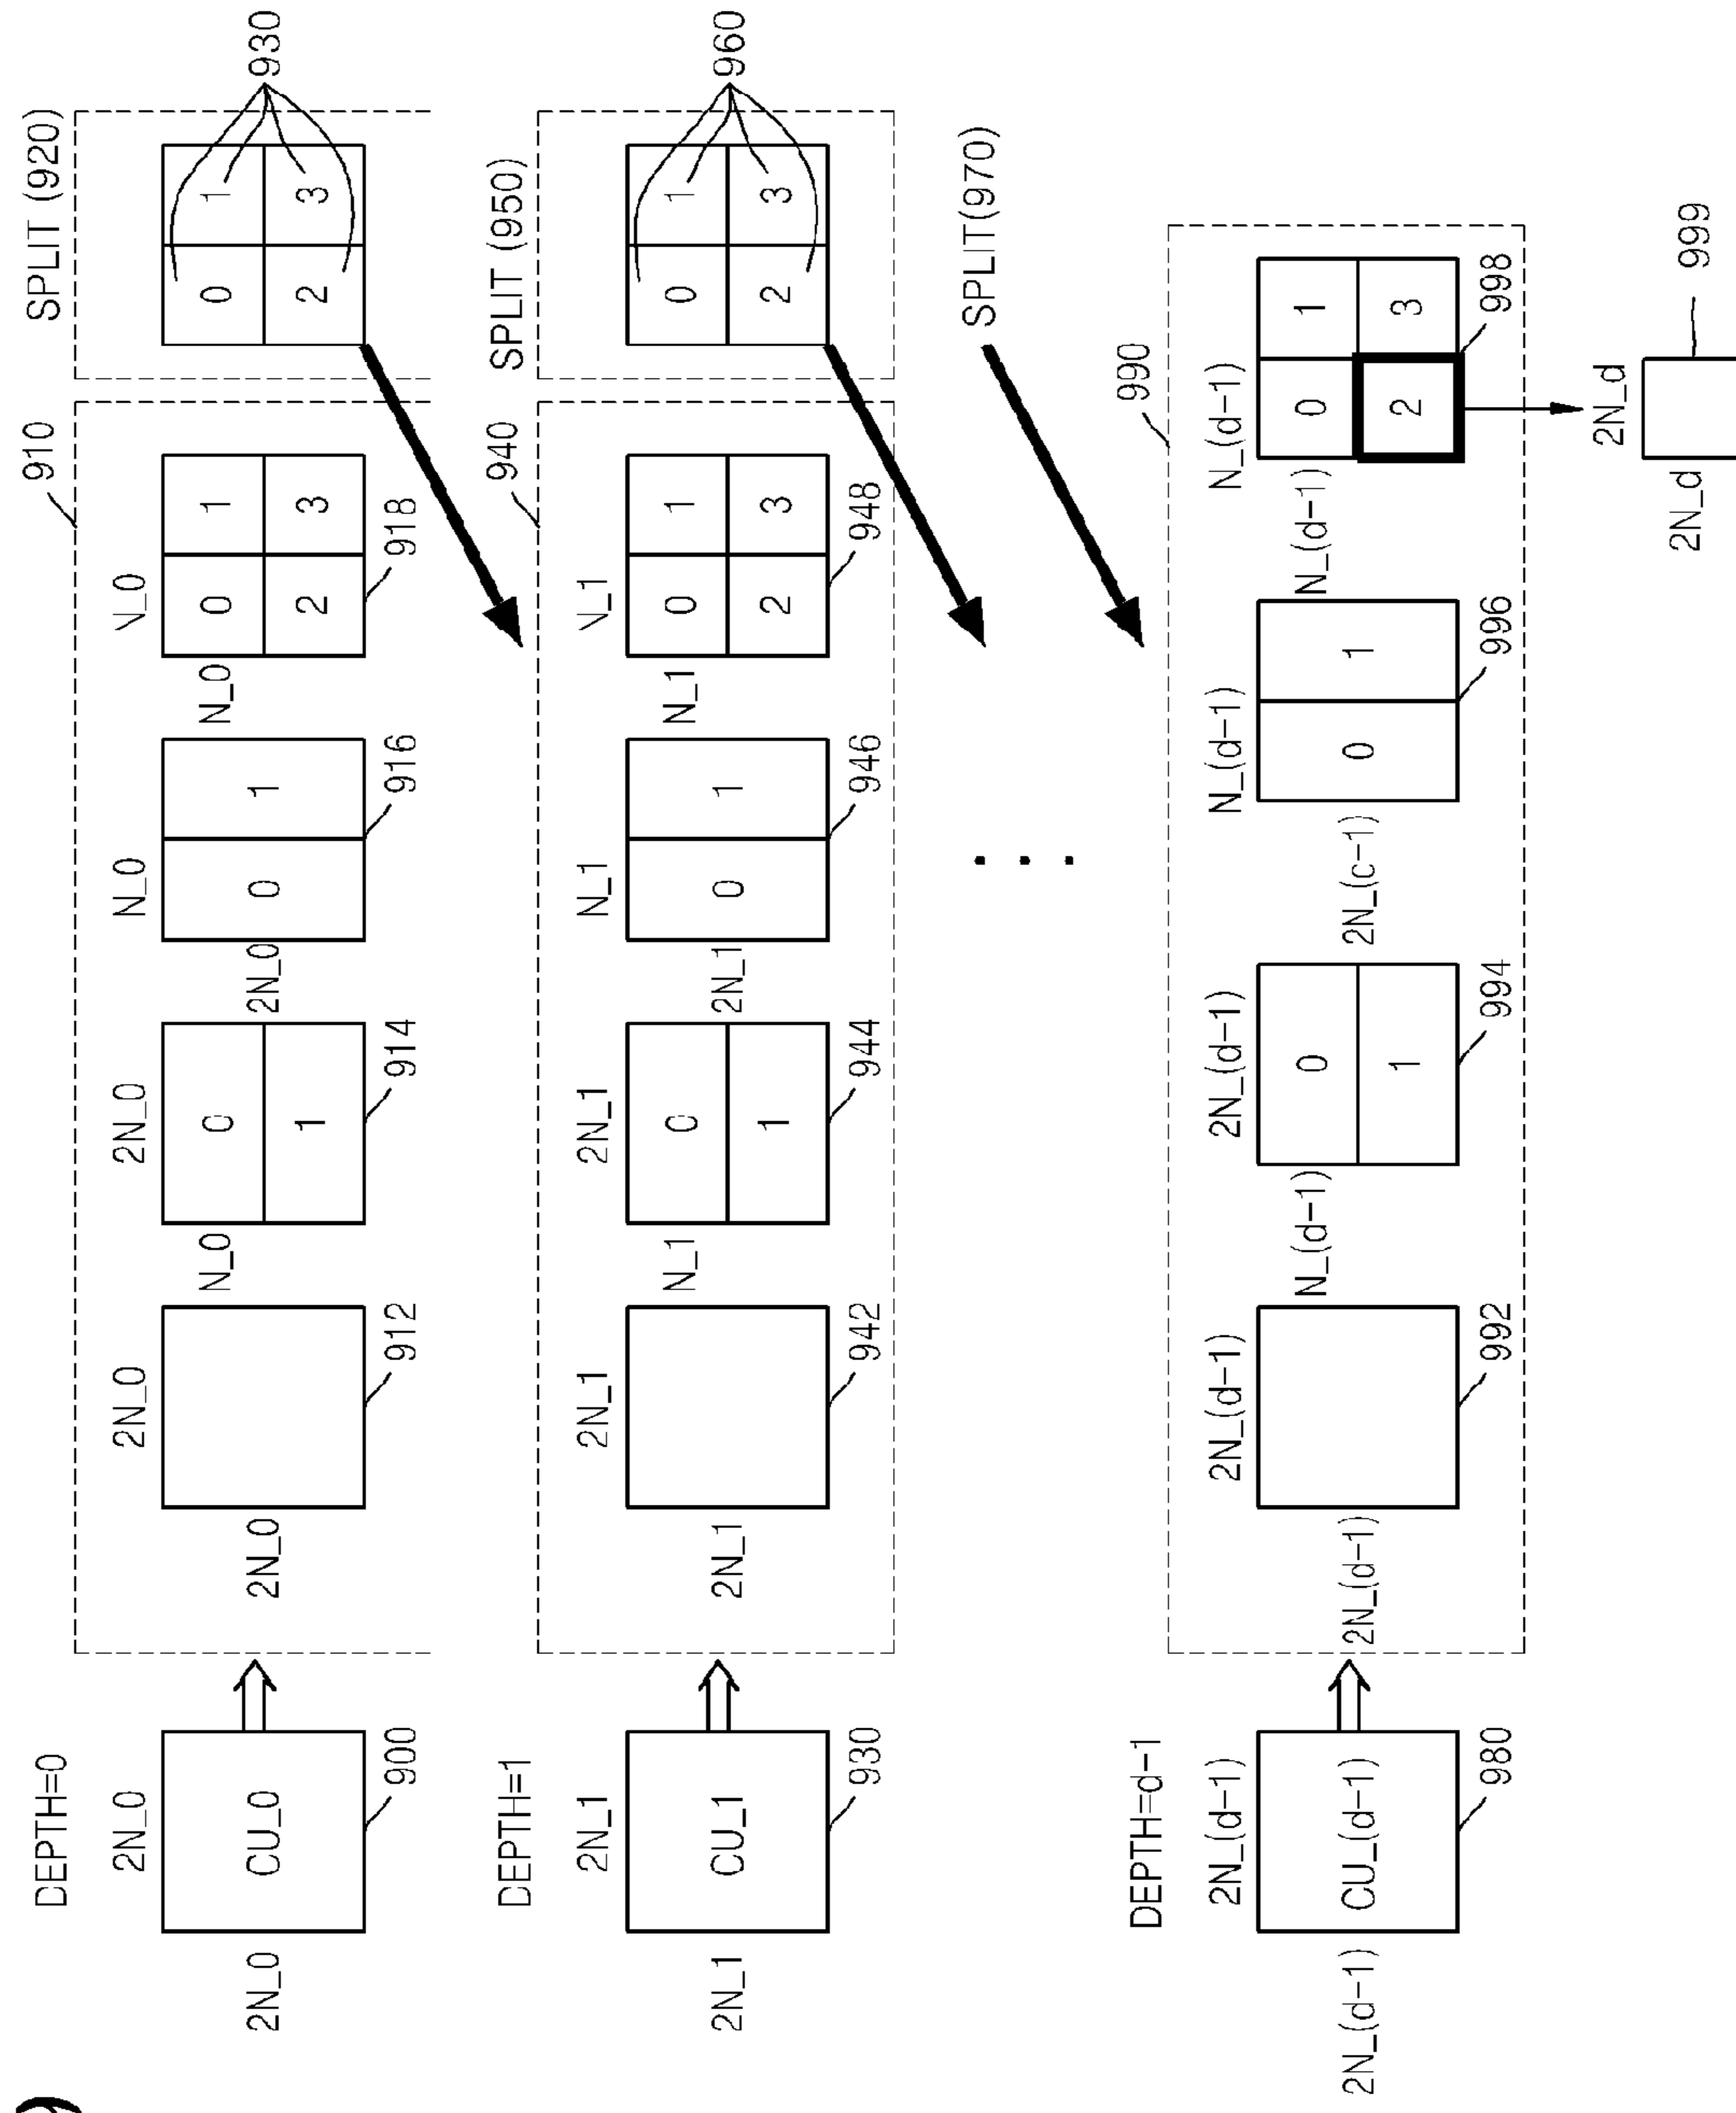 9
DEPTH=0
2N_0
2N_0
CU_0
900
910
2N_0
2N_0
912
2N_0
N_0
0
1
914
N_0
2N_0
0 1
916
N_0
0 1
2 3
918
SPLIT (920)
0 1
2 3
930
DEPTH=1
2N_1
2N_1
CU_1
930
940
2N_1
2N_1
942
2N_1
N_1
0
1
944
N_1
2N_1
0 1
946
N_1
0 1
2 3
948
SPLIT (950)
0 1
2 3
960
SPLIT(970)
DEPTH=d-1
2N_(d-1)
2N_(d-1)
CU_(d-1)
980
990
2N_(d-1)
2N_(d-1)
992
2N_(d-1)
N_(d-1)
0
1
994
N_(d-1)
2N_(c-1)
0 1
996
N_(d-1)
N_(d-1)
0 1
2 3
998
2N_d
2N_d
999